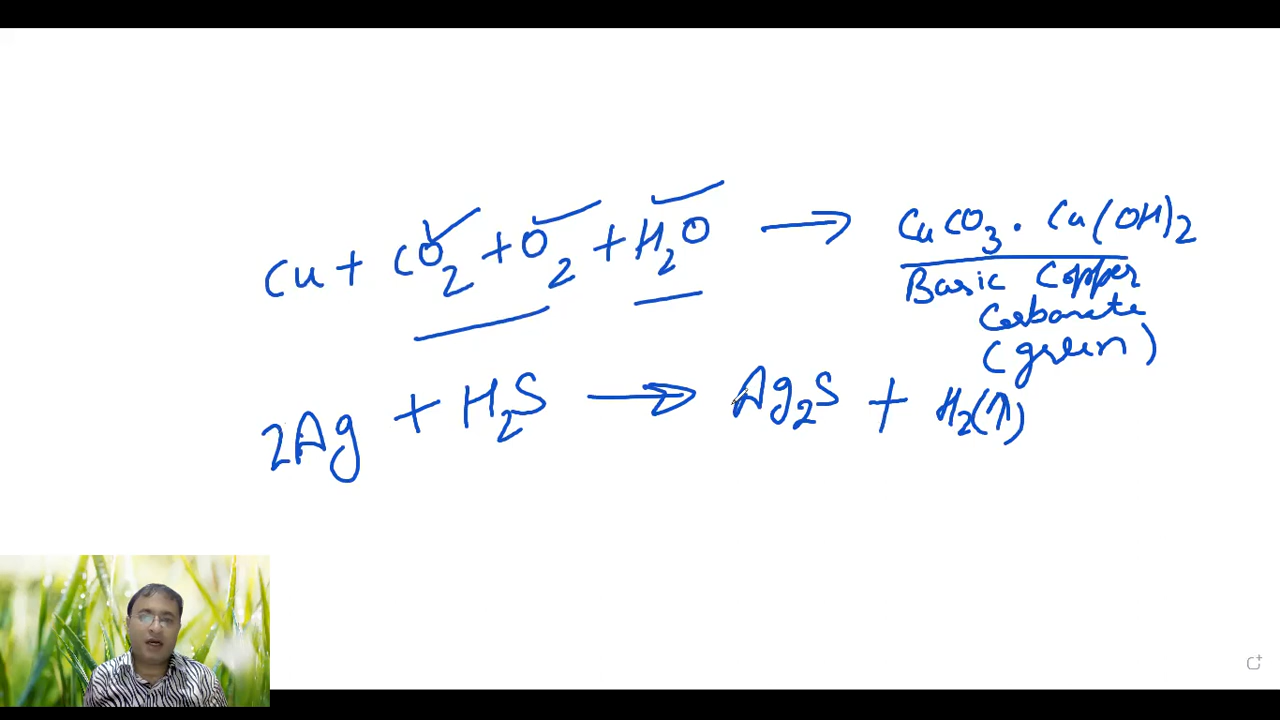 Cu + CO2 + O2 + H2O → CuCO3 · Cu(OH)2
Basic Copper
Carbonate
(green)
2Ag + H2S → Ag2S + H2(↑)